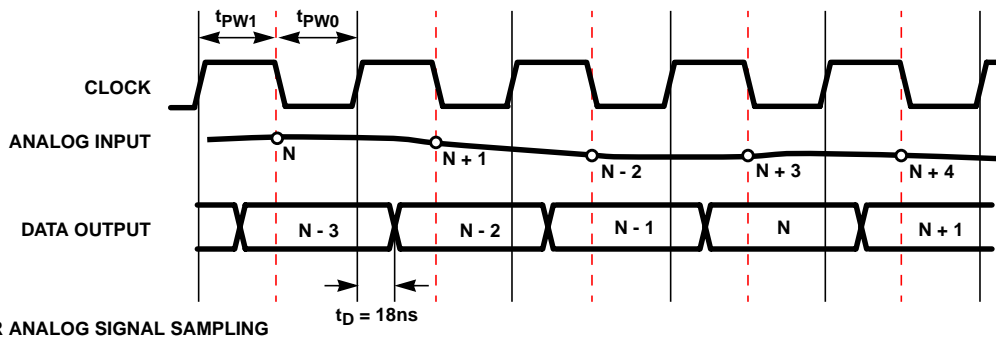 tPW1 tPW0
CLOCK
ANALOG INPUT
N N + 1 N - 2 N + 3 N + 4
DATA OUTPUT
N - 3 N - 2 N - 1 N N + 1
tD = 18ns
R ANALOG SIGNAL SAMPLING